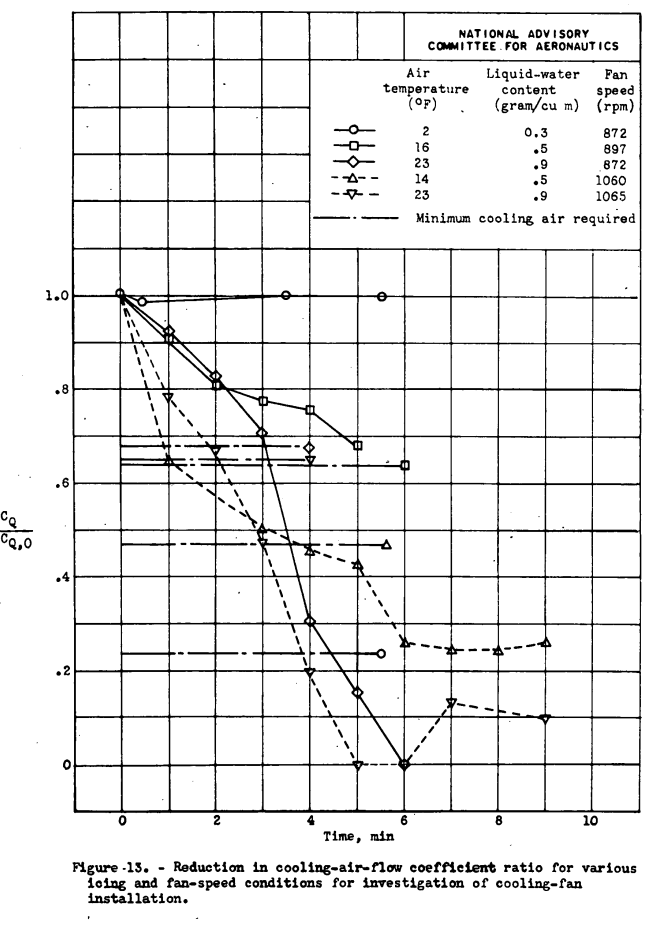 NATIONAL ADVISORY
COMMITTEE FOR AERONAUTICS
Air temperature (°F) Liquid-water content (gram/cu m) Fan speed (rpm)
2 0.3 872
16 .5 897
23 .9 872
14 .5 1060
23 .9 1065
Minimum cooling air required
1.0
.8
.6
.4
.2
0
C_Q
C_Q,0
0 2 4 6 8 10
Time, min
Figure 13. - Reduction in cooling-air-flow coefficient ratio for various
icing and fan-speed conditions for investigation of cooling-fan
installation.